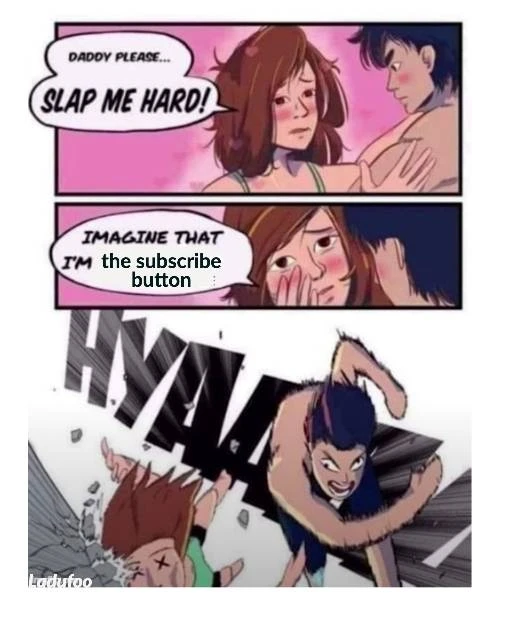 DADDY PLEASE...
SLAP ME HARD!
IMAGINE THAT
I'M the subscribe
button
HYAAA
Ladufoo